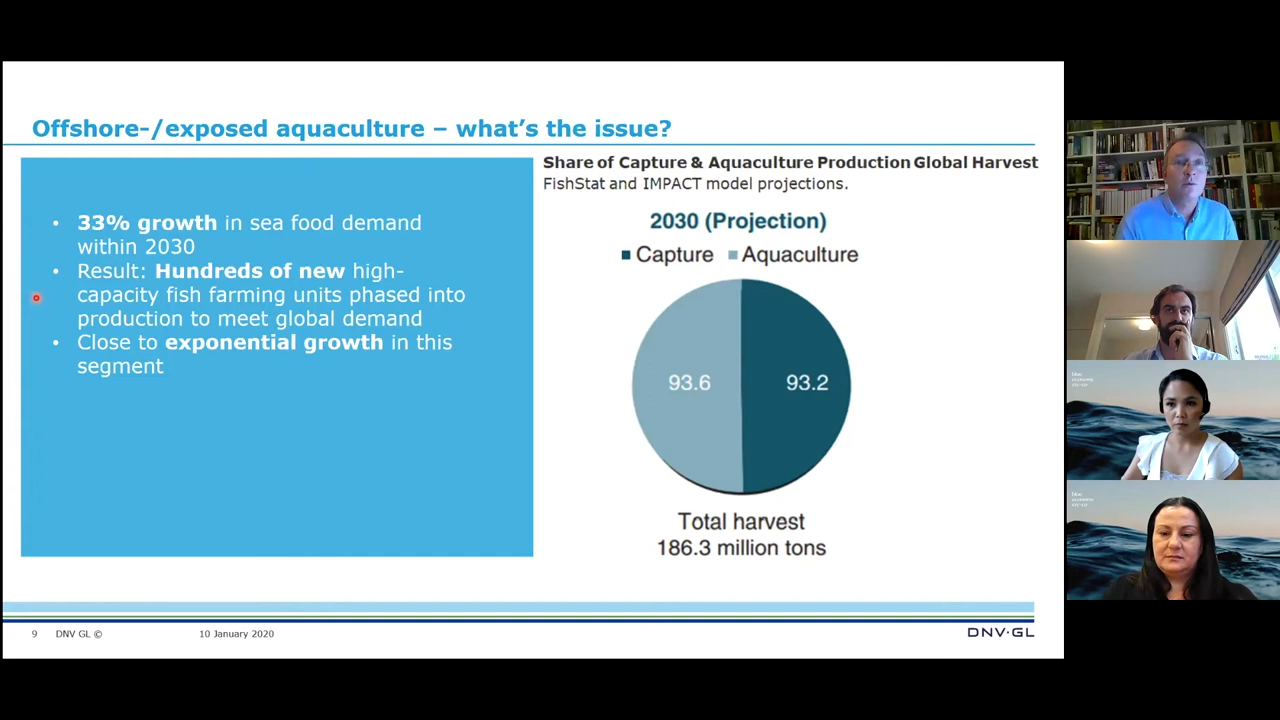 Offshore-/exposed aquaculture – what's the issue?
• 33% growth in sea food demand
within 2030
• Result: Hundreds of new high-
capacity fish farming units phased into
production to meet global demand
• Close to exponential growth in this
segment
Share of Capture & Aquaculture Production Global Harvest
FishStat and IMPACT model projections.
2030 (Projection)
Capture Aquaculture
93.6 93.2
Total harvest
186.3 million tons
9 DNV GL © 10 January 2020
DNV·GL